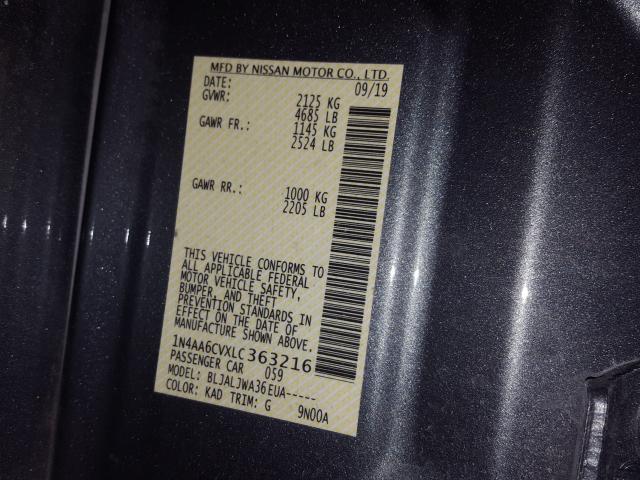 MFD BY NISSAN MOTOR CO., LTD.
DATE: 09/19
GVWR: 2125 KG
4685 LB
GAWR FR.: 1145 KG
2524 LB
GAWR RR.: 1000 KG
2205 LB
THIS VEHICLE CONFORMS TO
ALL APPLICABLE FEDERAL
MOTOR VEHICLE SAFETY,
BUMPER, AND THEFT
PREVENTION STANDARDS IN
EFFECT ON THE DATE OF
MANUFACTURE SHOWN ABOVE.
1N4AA6CVXLC363216
PASSENGER CAR 059
MODEL: BLJALJWA36EUA-----
COLOR: KAD TRIM: G 9N00A